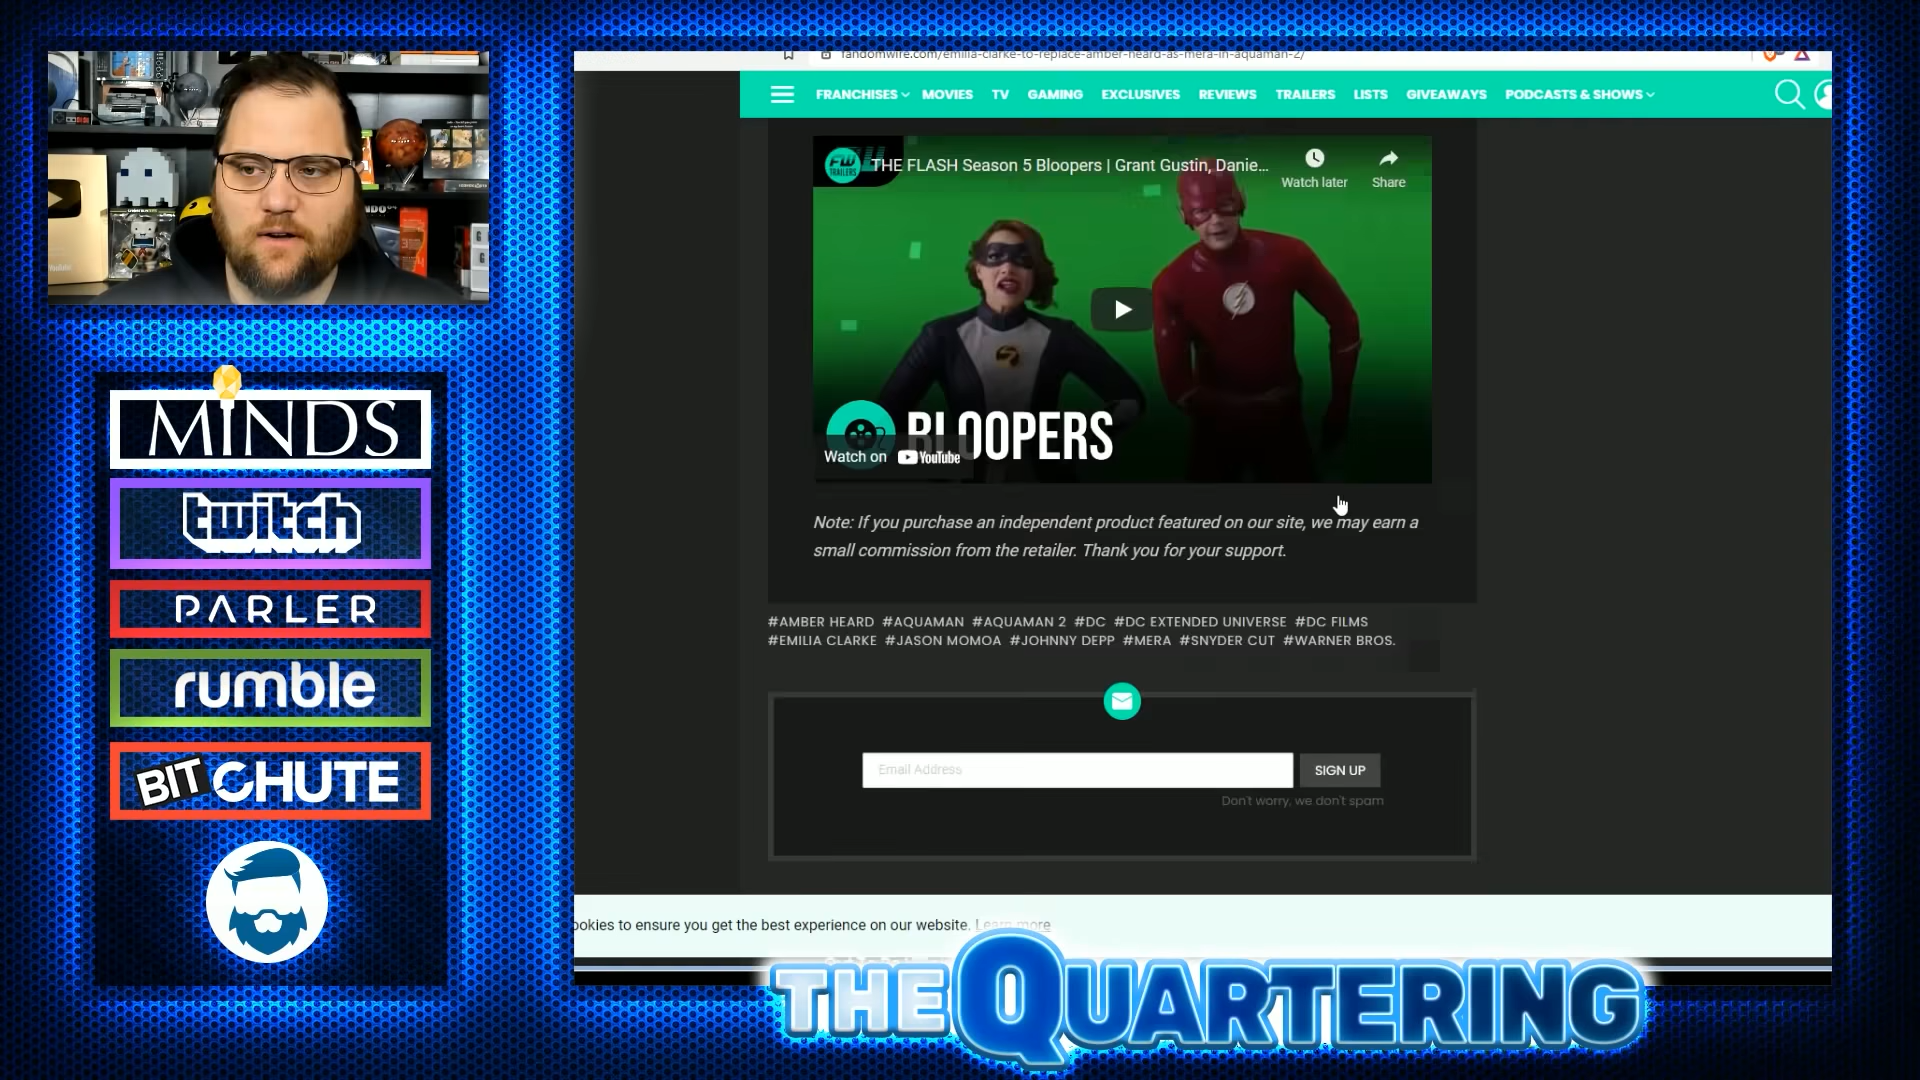 fandomwire.com/emilia-clarke-to-replace-amber-heard-as-mera-in-aquaman-2/
FRANCHISES MOVIES TV GAMING EXCLUSIVES REVIEWS TRAILERS LISTS GIVEAWAYS PODCASTS & SHOWS
FW TRAILERS
THE FLASH Season 5 Bloopers | Grant Gustin, Danie...
Watch later
Share
BLOOPERS
Watch on YouTube
Note: If you purchase an independent product featured on our site, we may earn a
small commission from the retailer. Thank you for your support.
#AMBER HEARD #AQUAMAN #AQUAMAN 2 #DC #DC EXTENDED UNIVERSE #DC FILMS
#EMILIA CLARKE #JASON MOMOA #JOHNNY DEPP #MERA #SNYDER CUT #WARNER BROS.
Email Address
SIGN UP
Don't worry, we don't spam
ookies to ensure you get the best experience on our website. Learn more
MINDS
twitch
PARLER
rumble
BITCHUTE
THE QUARTERING